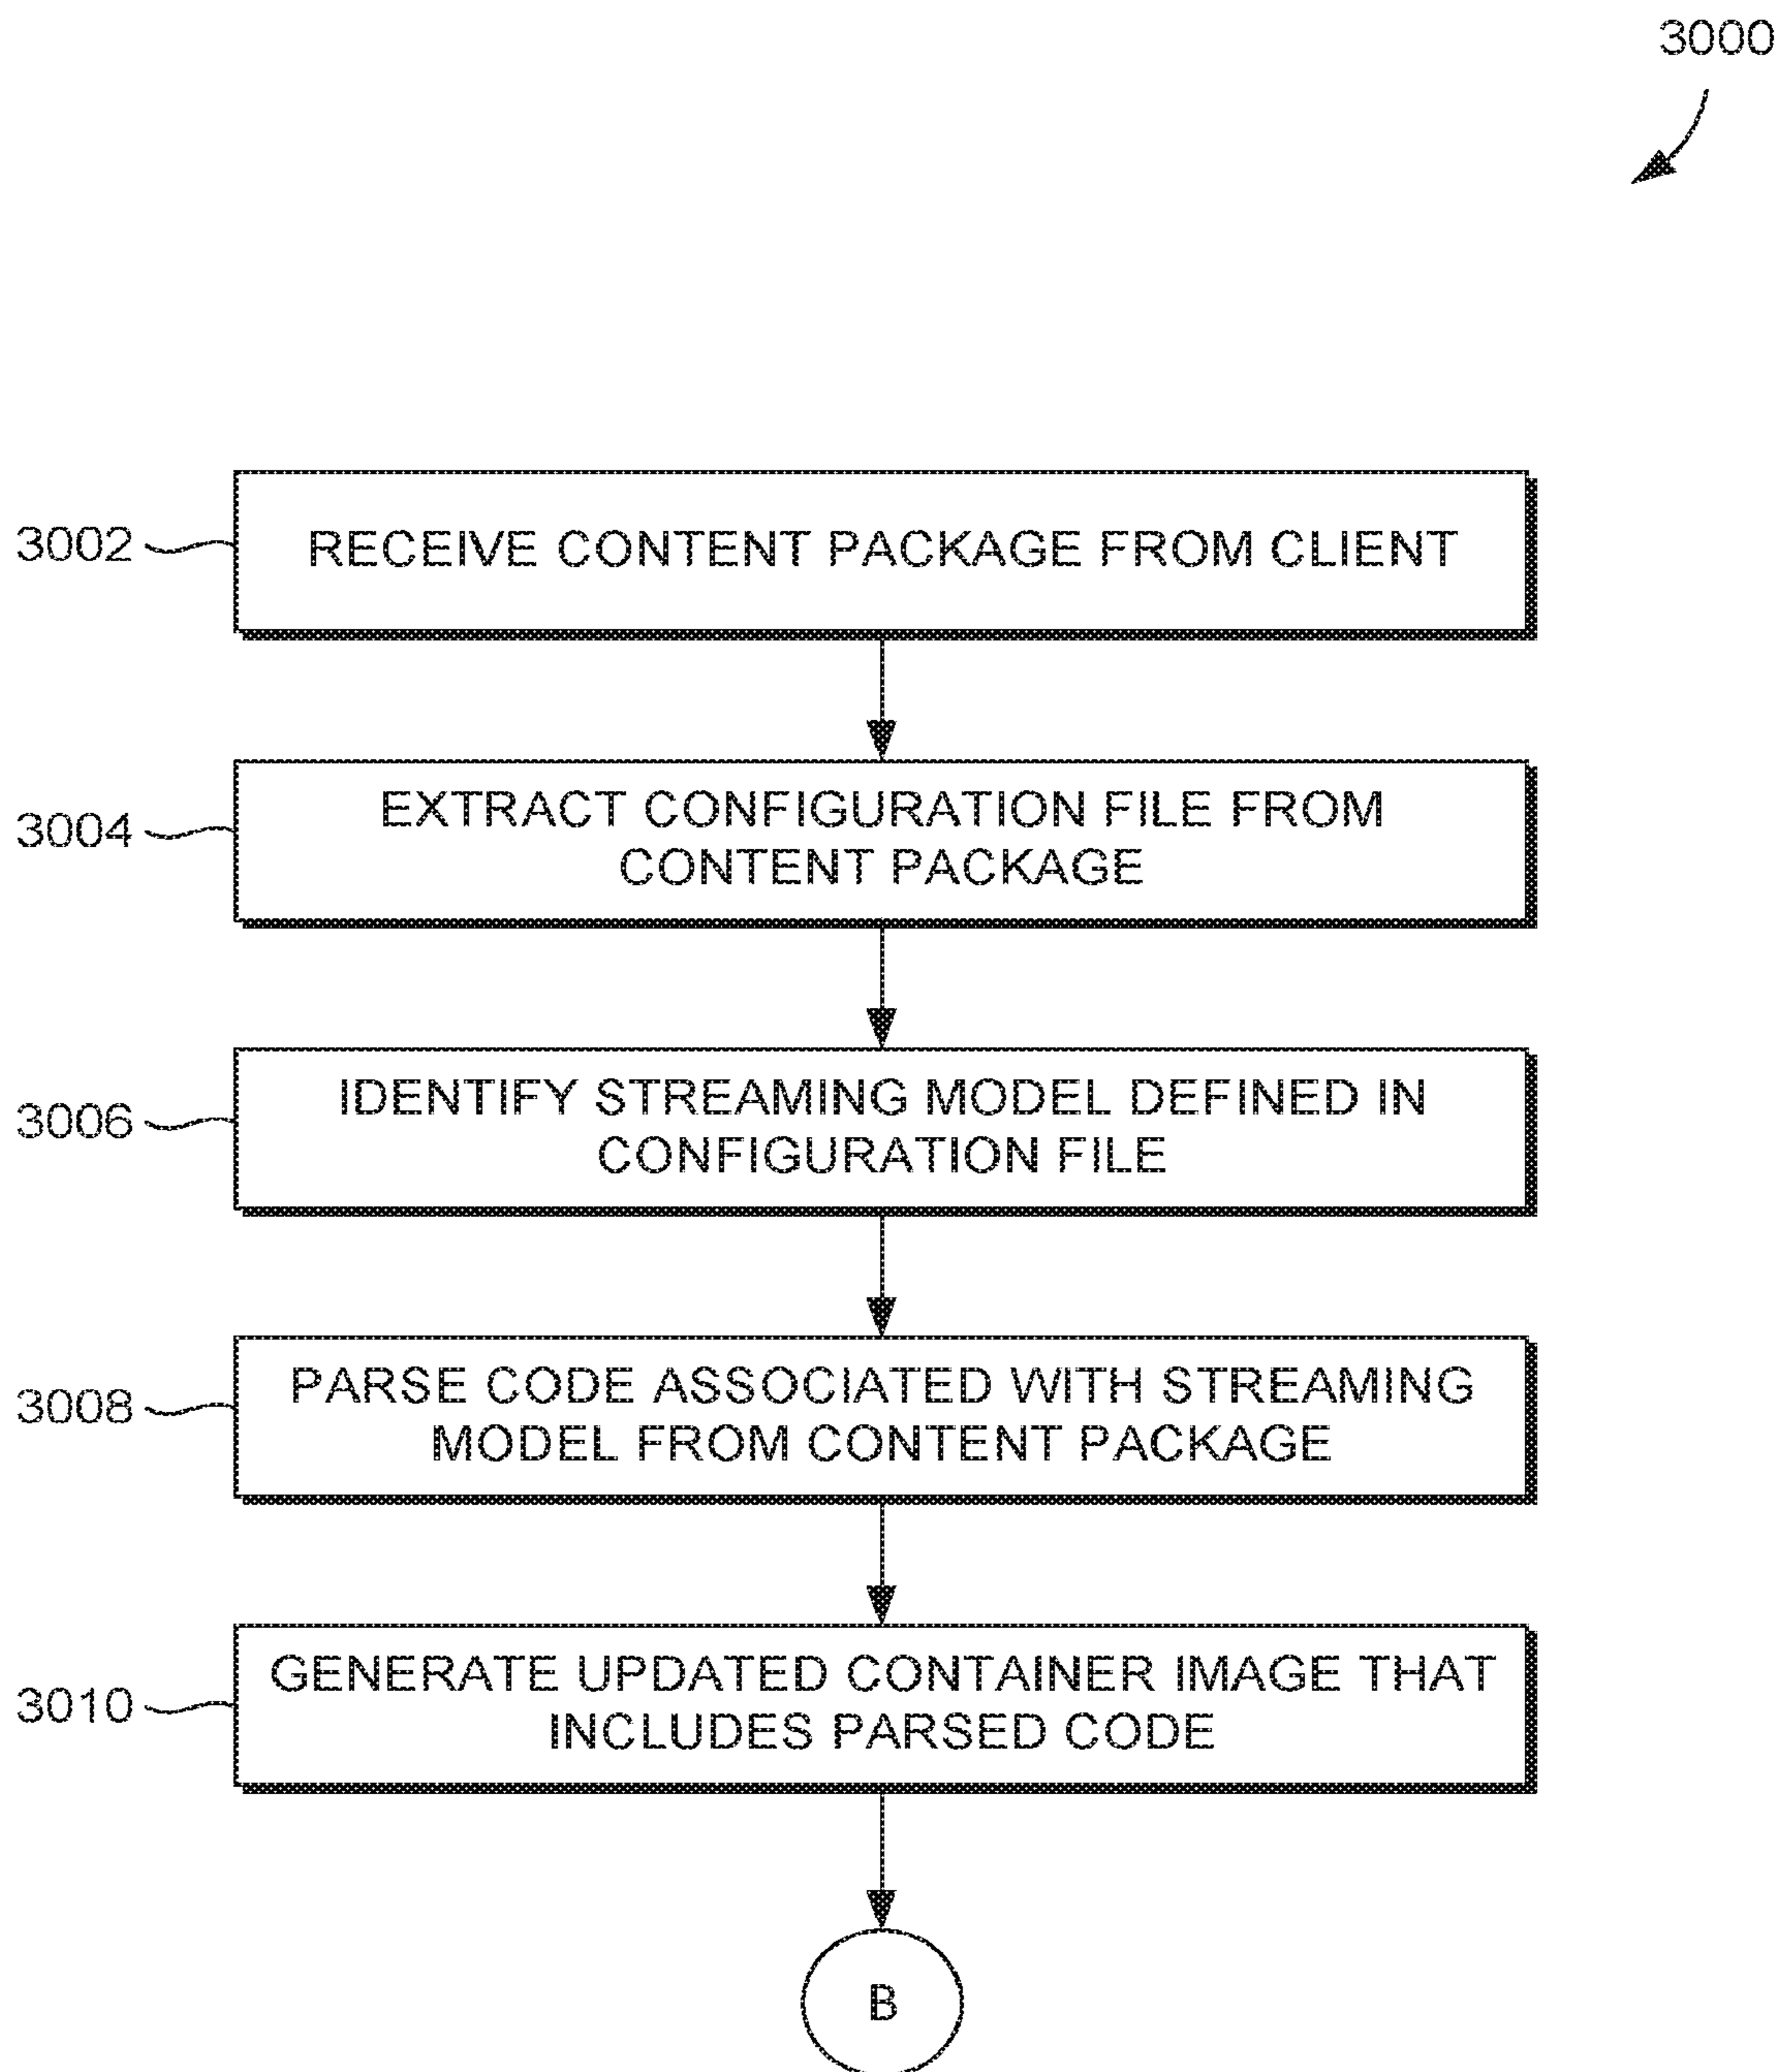 3000
3002
RECEIVE CONTENT PACKAGE FROM CLIENT
3004
EXTRACT CONFIGURATION FILE FROM
CONTENT PACKAGE
3006
IDENTIFY STREAMING MODEL DEFINED IN
CONFIGURATION FILE
3008
PARSE CODE ASSOCIATED WITH STREAMING
MODEL FROM CONTENT PACKAGE
3010
GENERATE UPDATED CONTAINER IMAGE THAT
INCLUDES PARSED CODE
B